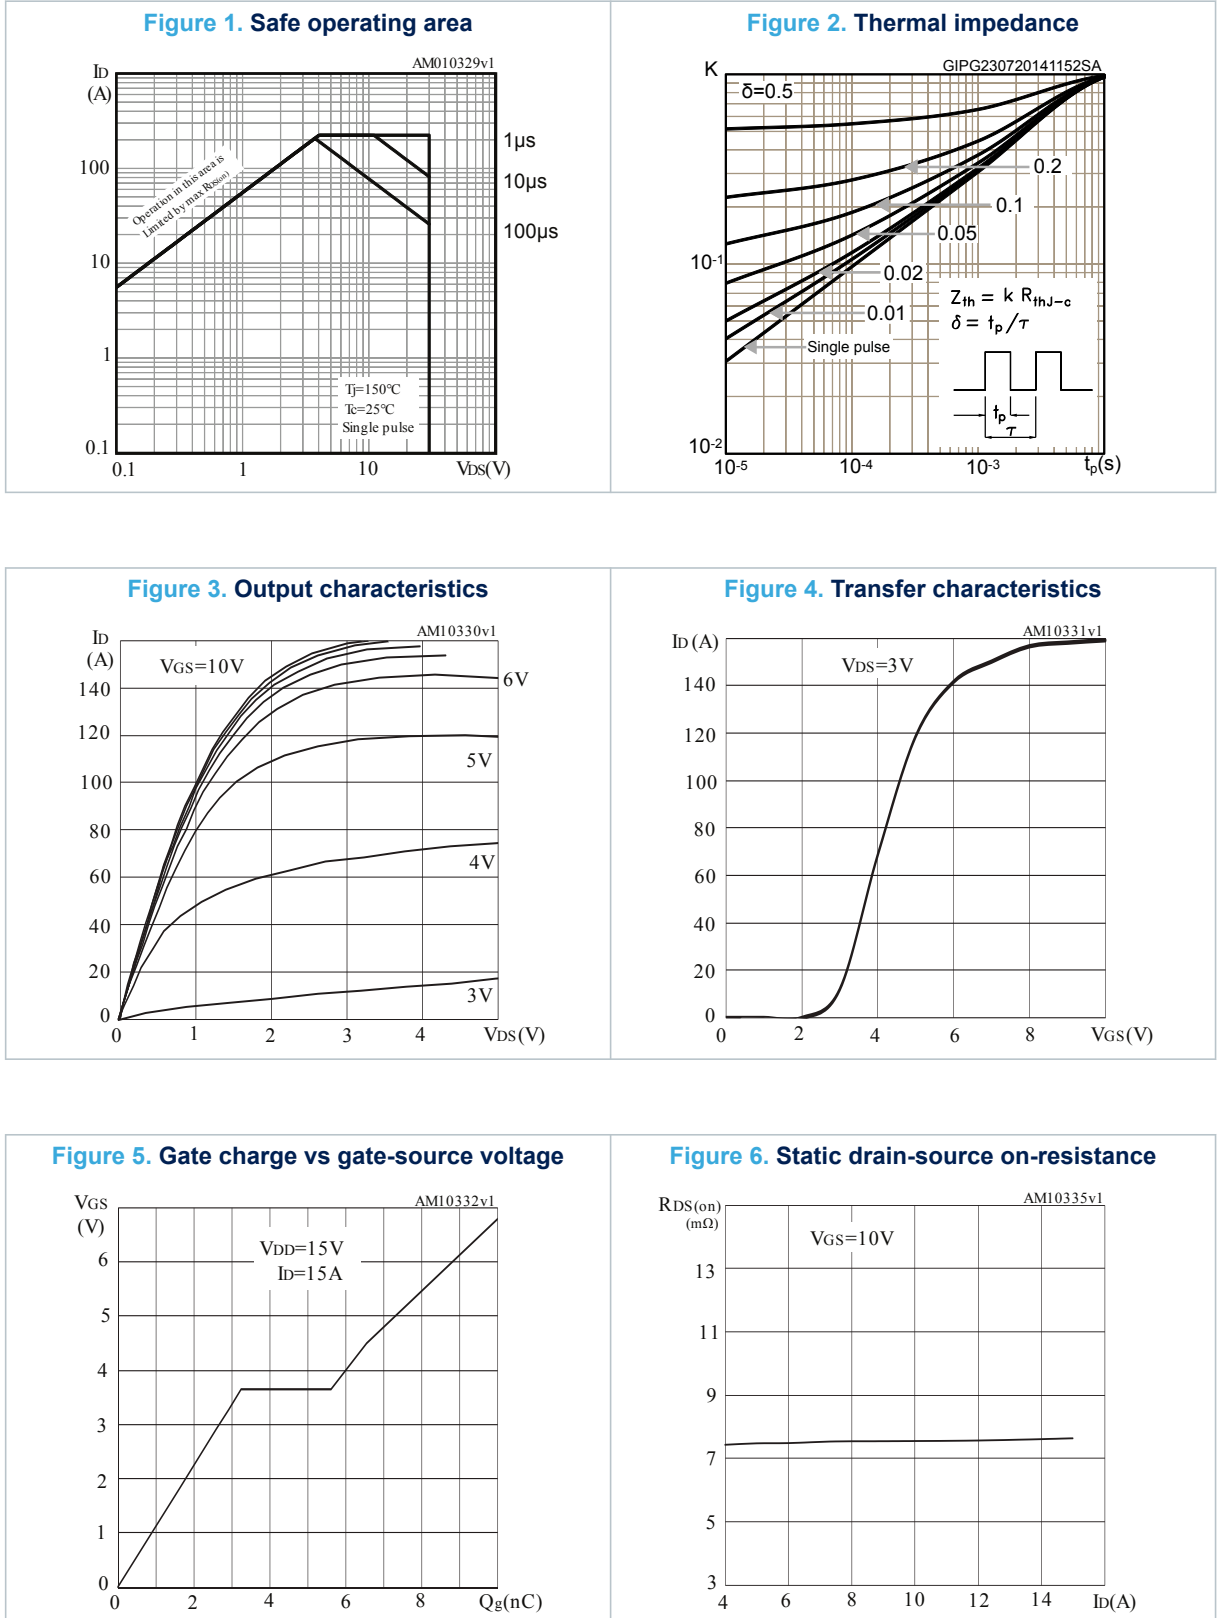 Figure 1. Safe operating area
AM010329v1
ID
(A)
100
10
1
0.1
0.1
1
10
VDS(V)
Operation in this area is
Limited by max RDS(on)
1µs
10µs
100µs
Tj=150°C
Tc=25°C
Single pulse
Figure 2. Thermal impedance
GIPG230720141152SA
K
δ=0.5
0.2
0.1
0.05
0.02
0.01
Single pulse
10-1
10-2
10-5
10-4
10-3
tp(s)
Zth = k RthJ-c
δ = tp/τ
tp
τ
Figure 3. Output characteristics
AM10330v1
ID
(A)
VGS=10V
140
120
100
80
60
40
20
0
6V
5V
4V
3V
0
1
2
3
4
VDS(V)
Figure 4. Transfer characteristics
AM10331v1
ID (A)
VDS=3V
140
120
100
80
60
40
20
0
0
2
4
6
8
VGS(V)
Figure 5. Gate charge vs gate-source voltage
AM10332v1
VGS
(V)
VDD=15V
ID=15A
6
5
4
3
2
1
0
0
2
4
6
8
Qg(nC)
Figure 6. Static drain-source on-resistance
AM10335v1
RDS(on)
(mΩ)
VGS=10V
13
11
9
7
5
3
4
6
8
10
12
14
ID(A)